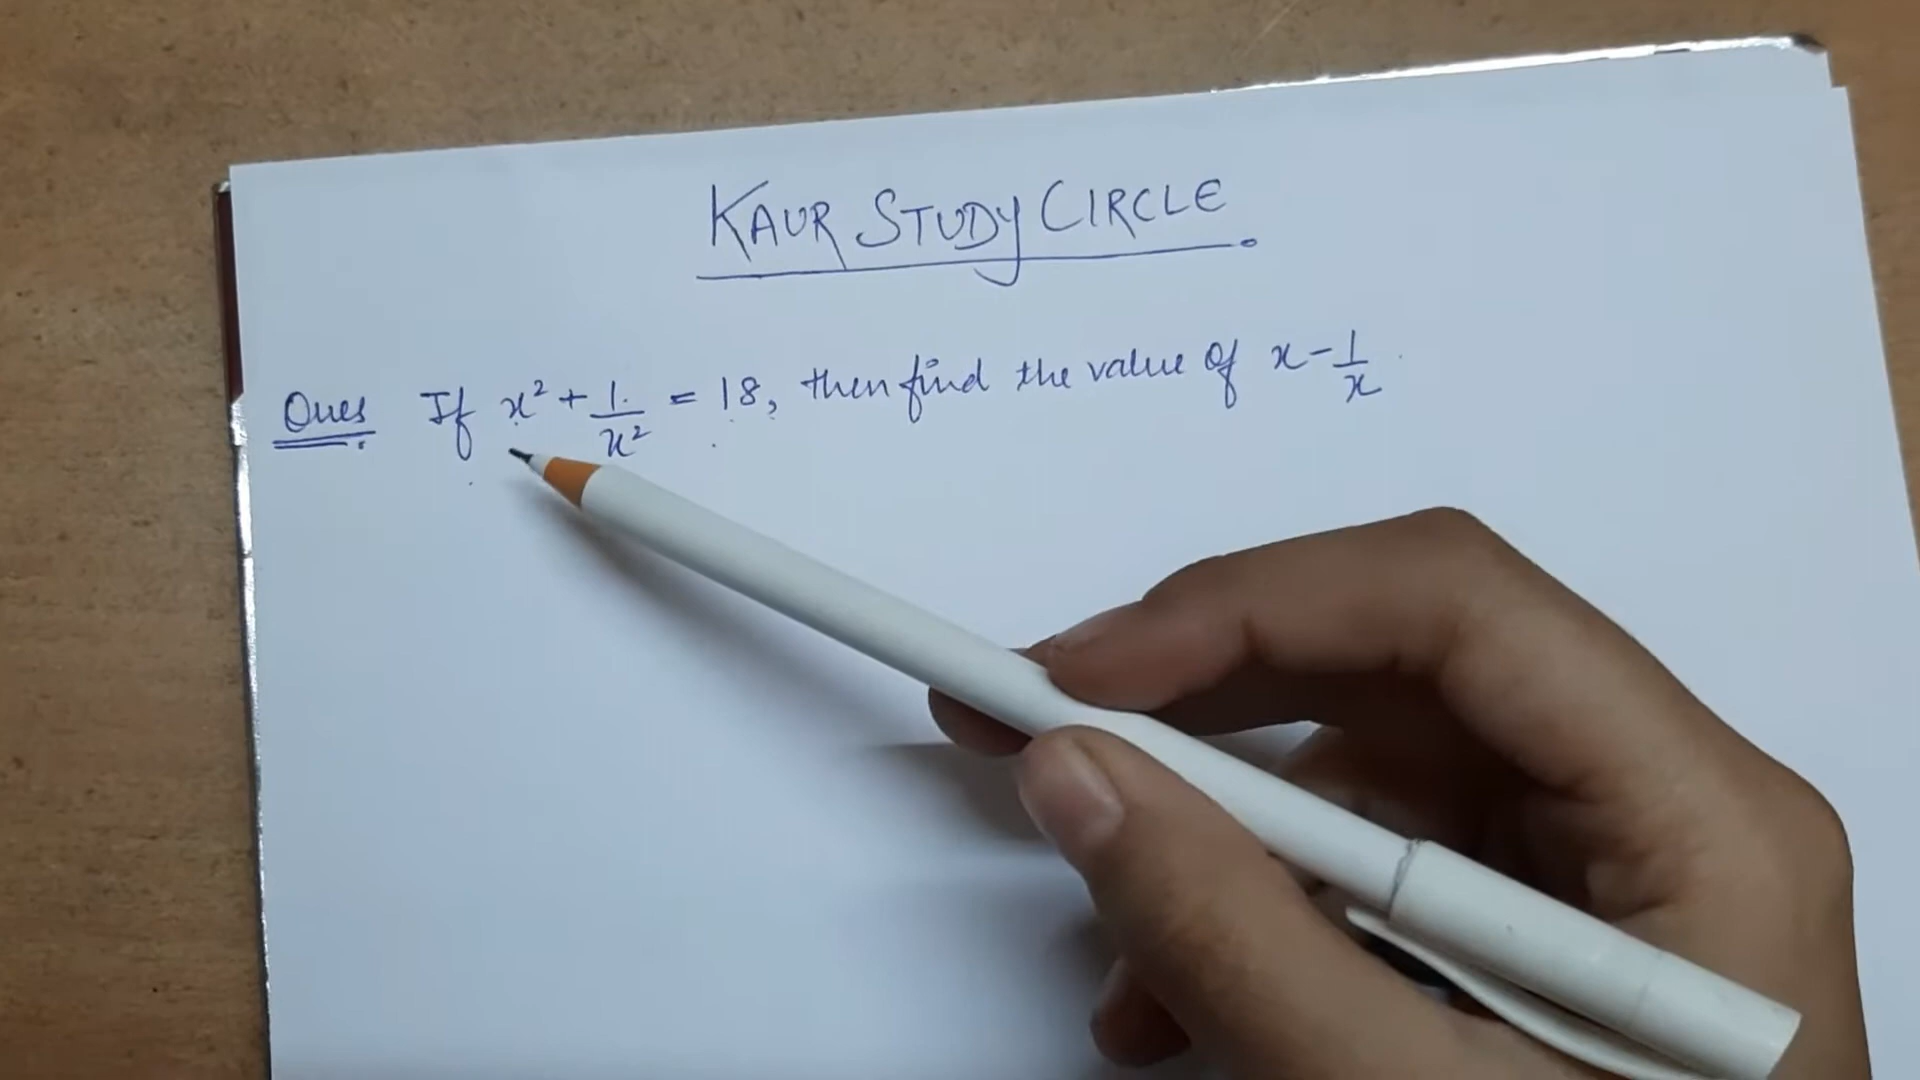 KAUR STUDY CIRCLE.
Ques If x² + 1/x² = 18, then find the value of x - 1/x